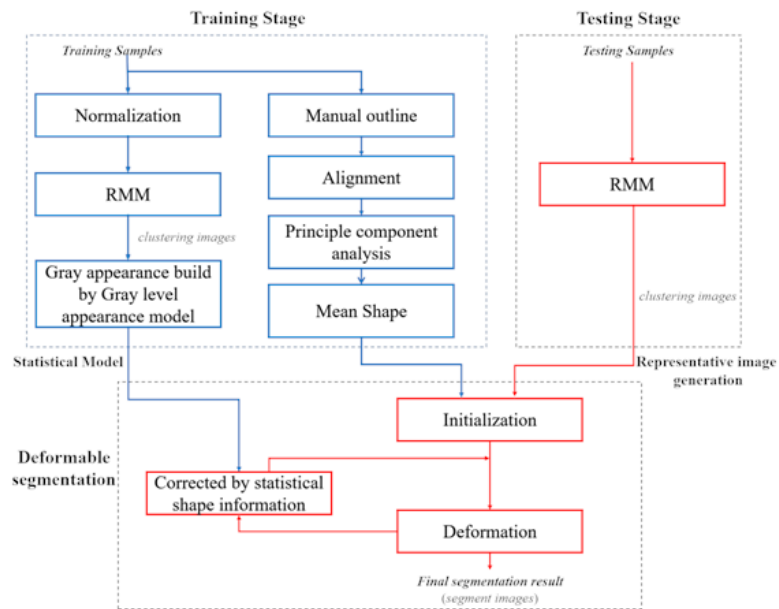 Training Stage
Testing Stage
Training Samples
Testing Samples
Normalization
Manual outline
RMM
Alignment
RMM
clustering images
Principle component
analysis
Gray appearance build
by Gray level
appearance model
clustering images
Mean Shape
Statistical Model
Representative image
generation
Initialization
Deformable
segmentation
Corrected by statistical
shape information
Deformation
Final segmentation result
(segment images)